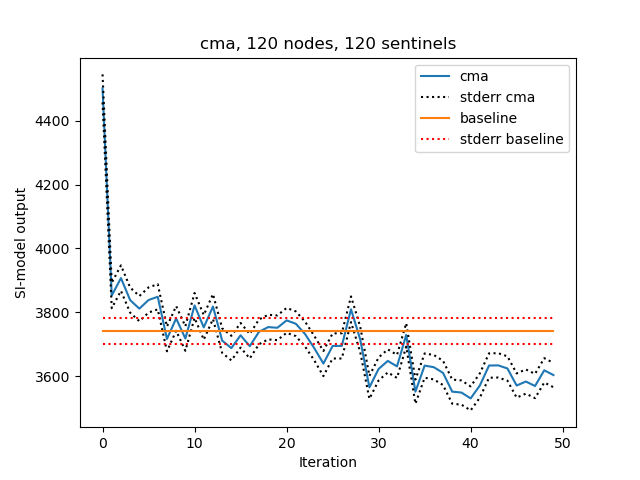 cma, 120 nodes, 120 sentinels
cma
stderr cma
baseline
stderr baseline
4400
4200
4000
3800
3600
SI-model output
0
10
20
30
40
50
Iteration